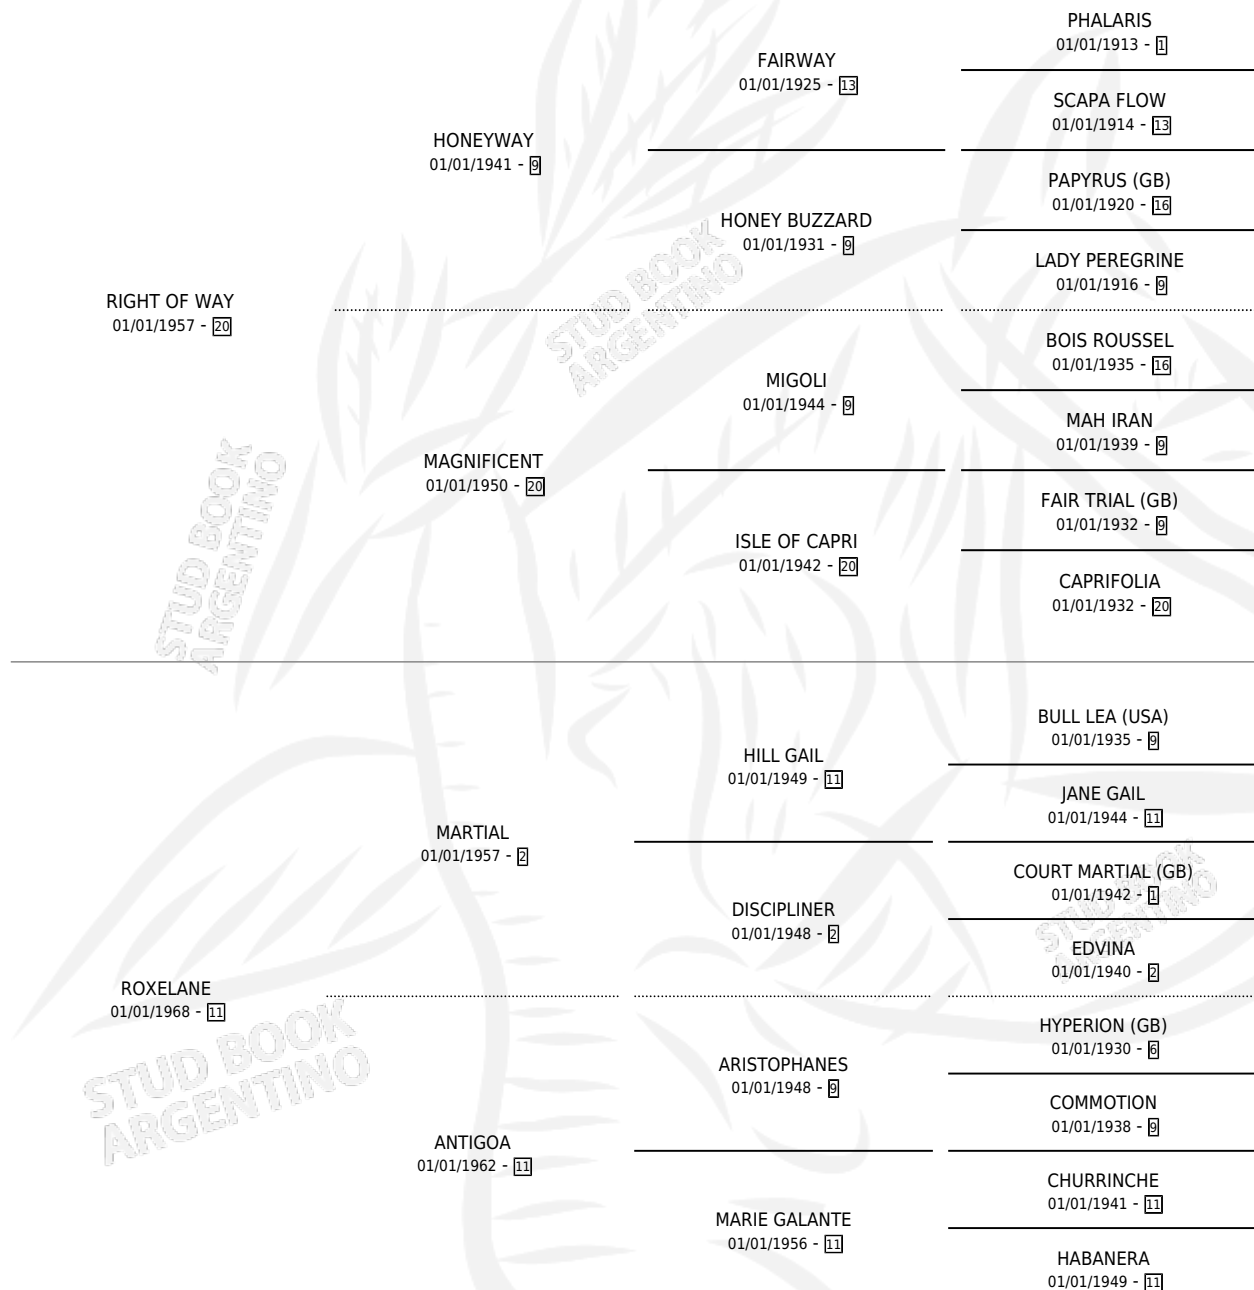 PHALARIS
01/01/1913 - 1
FAIRWAY
01/01/1925 - 13
SCAPA FLOW
01/01/1914 - 13
HONEYWAY
01/01/1941 - 9
PAPYRUS (GB)
01/01/1920 - 16
HONEY BUZZARD
01/01/1931 - 9
LADY PEREGRINE
01/01/1916 - 9
RIGHT OF WAY
01/01/1957 - 20
BOIS ROUSSEL
01/01/1935 - 16
MIGOLI
01/01/1944 - 9
MAH IRAN
01/01/1939 - 9
MAGNIFICENT
01/01/1950 - 20
FAIR TRIAL (GB)
01/01/1932 - 9
ISLE OF CAPRI
01/01/1942 - 20
CAPRIFOLIA
01/01/1932 - 20
BULL LEA (USA)
01/01/1935 - 9
HILL GAIL
01/01/1949 - 11
JANE GAIL
01/01/1944 - 11
MARTIAL
01/01/1957 - 2
COURT MARTIAL (GB)
01/01/1942 - 1
DISCIPLINER
01/01/1948 - 2
EDVINA
01/01/1940 - 2
ROXELANE
01/01/1968 - 11
HYPERION (GB)
01/01/1930 - 6
ARISTOPHANES
01/01/1948 - 9
COMMOTION
01/01/1938 - 9
ANTIGOA
01/01/1962 - 11
CHURRINCHE
01/01/1941 - 11
MARIE GALANTE
01/01/1956 - 11
HABANERA
01/01/1949 - 11
STUD BOOK
ARGENTINO
STUD BOOK
ARGENTINO
STUD BOOK
ARGENTINO
STUD BOOK
ARGENTINO